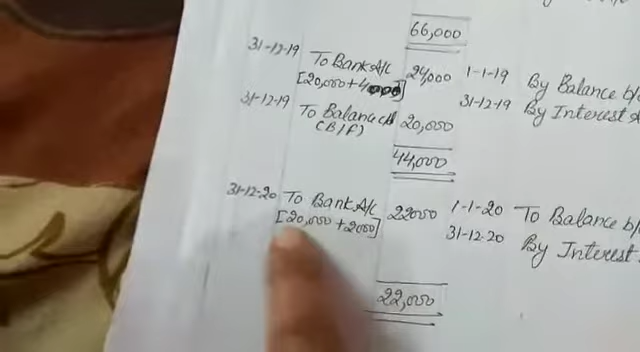 66,000
31-12-19 To Bank A/C 24,000 1-1-19 By Balance b/
[20,000+4000]
31-12-19 To Balance c/d 20,000 31-12-19 By Interest
(B/F)
44,000
31-12-20 To Bank A/C 22000 1-1-20 To Balance b/
[20,000+2000] 31-12-20 By Interest
22,000